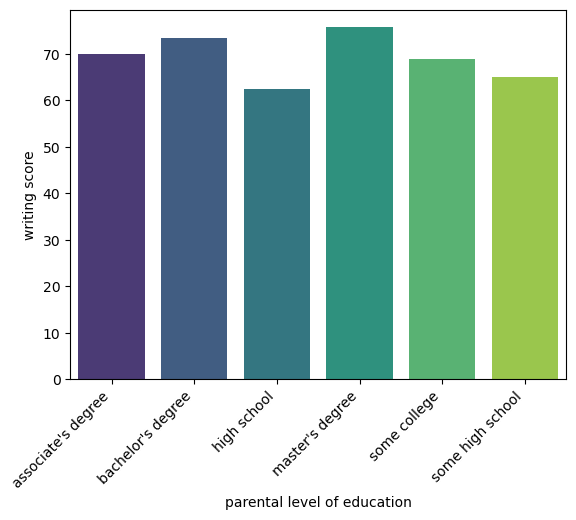 70
60
50
40
30
20
10
0
writing score
associate's degree
bachelor's degree
high school
master's degree
some college
some high school
parental level of education